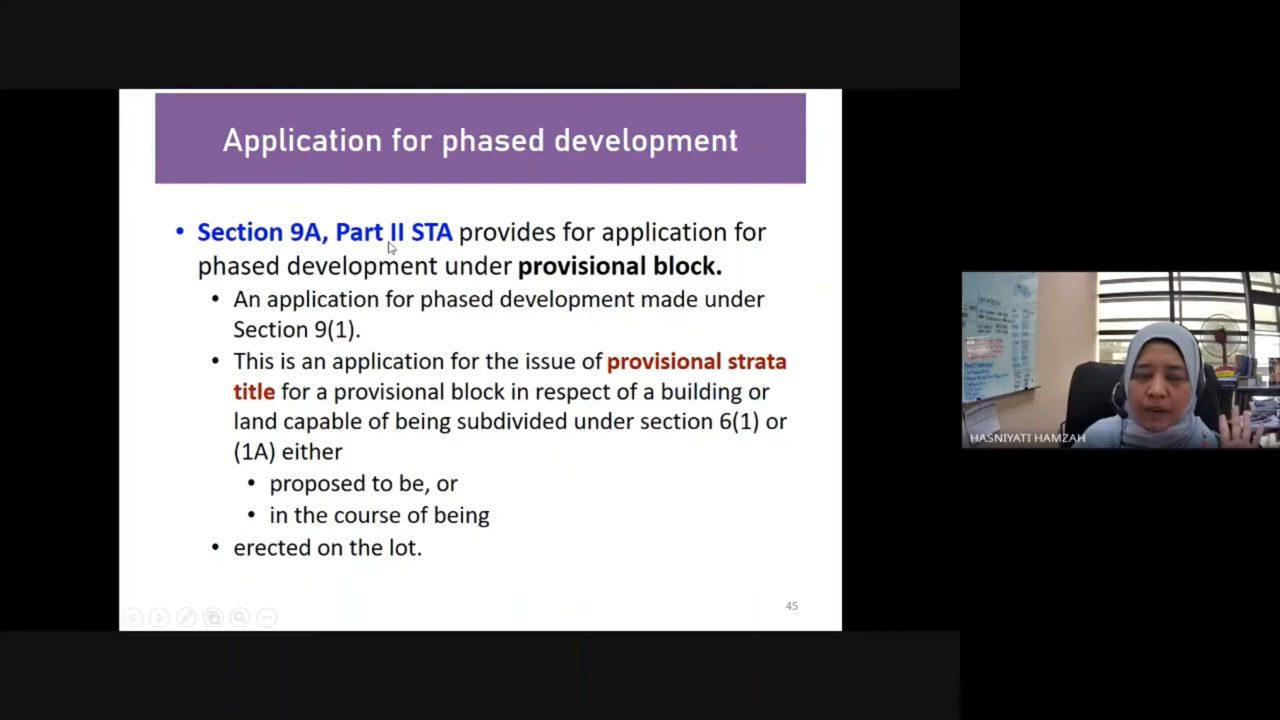 Application for phased development
• Section 9A, Part II STA provides for application for
phased development under provisional block.
• An application for phased development made under
Section 9(1).
• This is an application for the issue of provisional strata
title for a provisional block in respect of a building or
land capable of being subdivided under section 6(1) or
(1A) either
• proposed to be, or
• in the course of being
• erected on the lot.
45
HASNIYATI HAMZAH